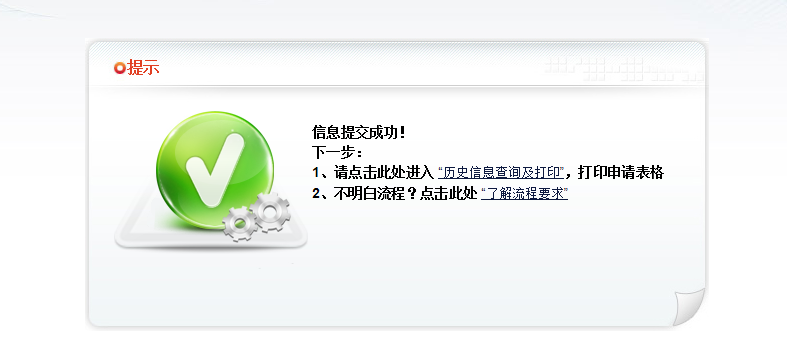 提示
信息提交成功！
下一步：
1、请点击此处进入 “历史信息查询及打印”，打印申请表格
2、不明白流程？点击此处 “了解流程要求”